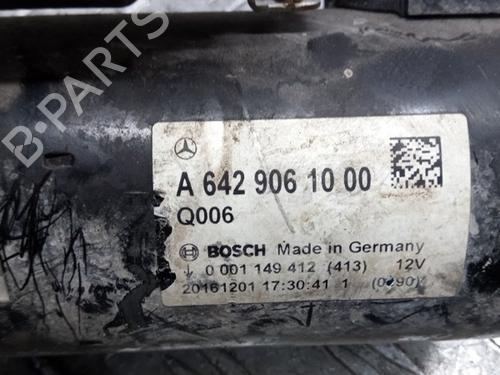 B-PARTS
A 642 906 10 00
Q006
BOSCH Made in Germany
0 001 149 412 (413) 12V
20161201 17:30:41 1 (0290)